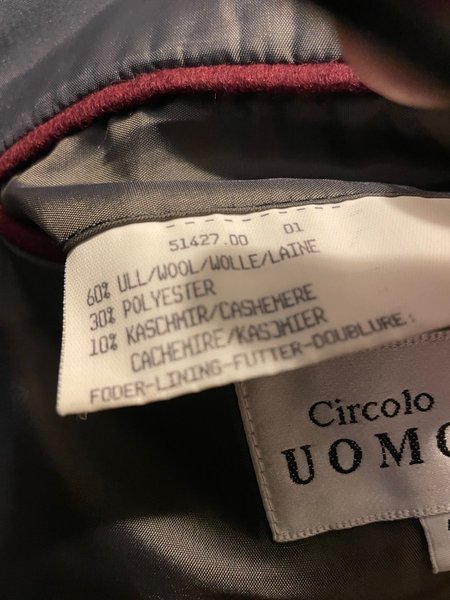 51427.00 01
60% ULL/WOOL/WOLLE/LAINE
30% POLYESTER
10% KASCHMIR/CASHEMERE
CACHEMIRE/KASJMIER
FODER-LINING-FUTTER-DOUBLURE.:
Circolo
UOMO